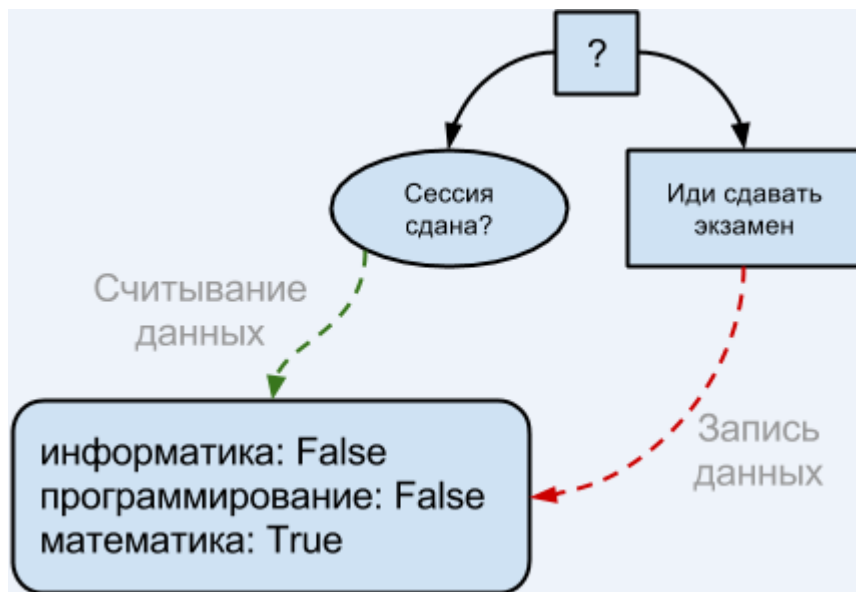 ?
Сессия
сдана?
Иди сдавать
экзамен
Считывание
данных
Запись
данных
информатика: False
программирование: False
математика: True